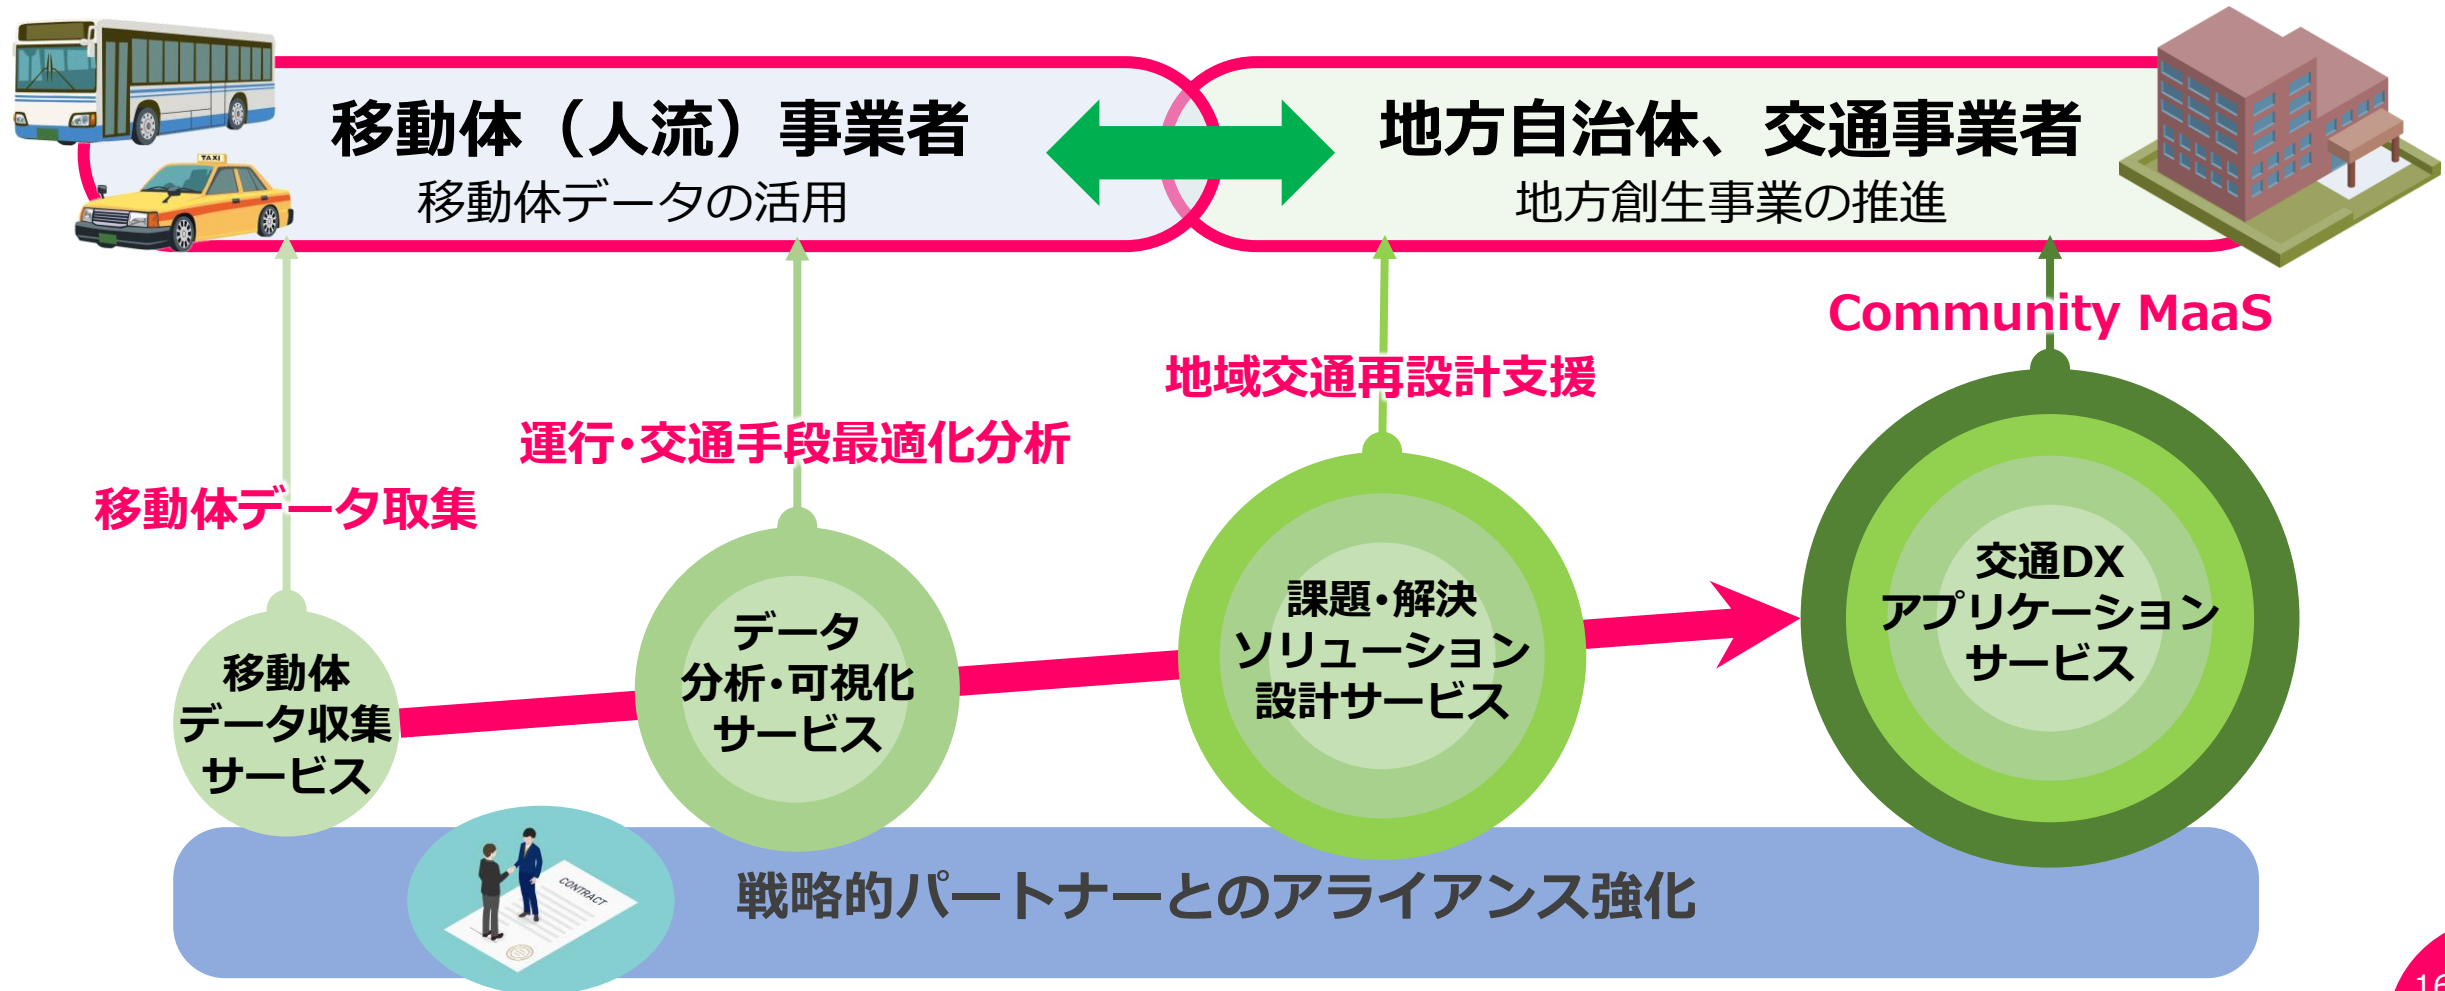 移動体（人流）事業者
移動体データの活用
地方自治体、交通事業者
地方創生事業の推進
TAXI
Community MaaS
地域交通再設計支援
運行・交通手段最適化分析
移動体データ取集
移動体
データ収集
サービス
データ
分析・可視化
サービス
課題・解決
ソリューション
設計サービス
交通DX
アプリケーション
サービス
CONTRACT
戦略的パートナーとのアライアンス強化
16